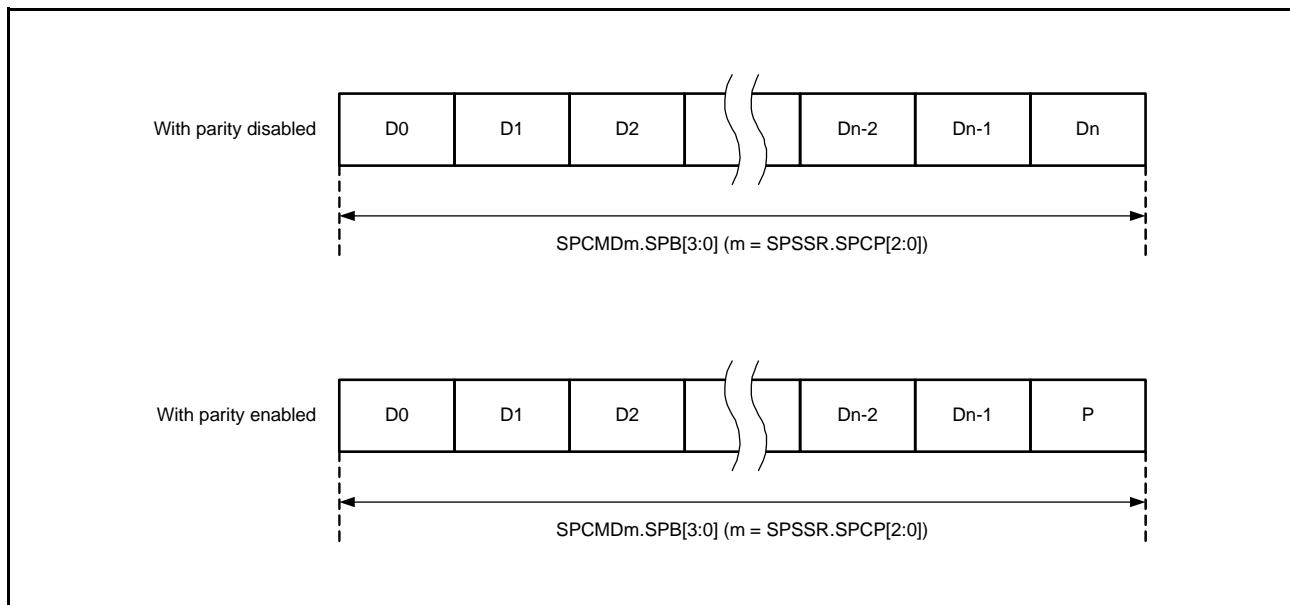 With parity disabled D0 D1 D2 Dn-2 Dn-1 Dn
SPCMDm.SPB[3:0] (m = SPSSR.SPCP[2:0])
With parity enabled D0 D1 D2 Dn-2 Dn-1 P
SPCMDm.SPB[3:0] (m = SPSSR.SPCP[2:0])